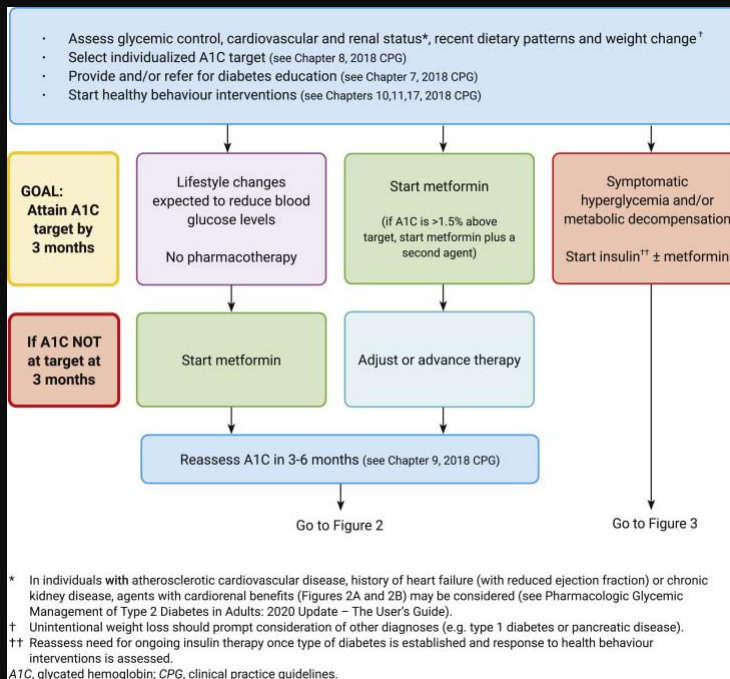 · Assess glycemic control, cardiovascular and renal status*, recent dietary patterns and weight change†
· Select individualized A1C target (see Chapter 8, 2018 CPG)
· Provide and/or refer for diabetes education (see Chapter 7, 2018 CPG)
· Start healthy behaviour interventions (see Chapters 10,11,17, 2018 CPG)
GOAL:
Attain A1C
target by
3 months
Lifestyle changes
expected to reduce blood
glucose levels
No pharmacotherapy
Start metformin
(if A1C is >1.5% above
target, start metformin plus a
second agent)
Symptomatic
hyperglycemia and/or
metabolic decompensation
Start insulin†† ± metformin
If A1C NOT
at target at
3 months
Start metformin
Adjust or advance therapy
Reassess A1C in 3-6 months (see Chapter 9, 2018 CPG)
Go to Figure 2
Go to Figure 3
* In individuals with atherosclerotic cardiovascular disease, history of heart failure (with reduced ejection fraction) or chronic
kidney disease, agents with cardiorenal benefits (Figures 2A and 2B) may be considered (see Pharmacologic Glycemic
Management of Type 2 Diabetes in Adults: 2020 Update – The User's Guide).
† Unintentional weight loss should prompt consideration of other diagnoses (e.g. type 1 diabetes or pancreatic disease).
†† Reassess need for ongoing insulin therapy once type of diabetes is established and response to health behaviour
interventions is assessed.
A1C, glycated hemoglobin; CPG, clinical practice guidelines.